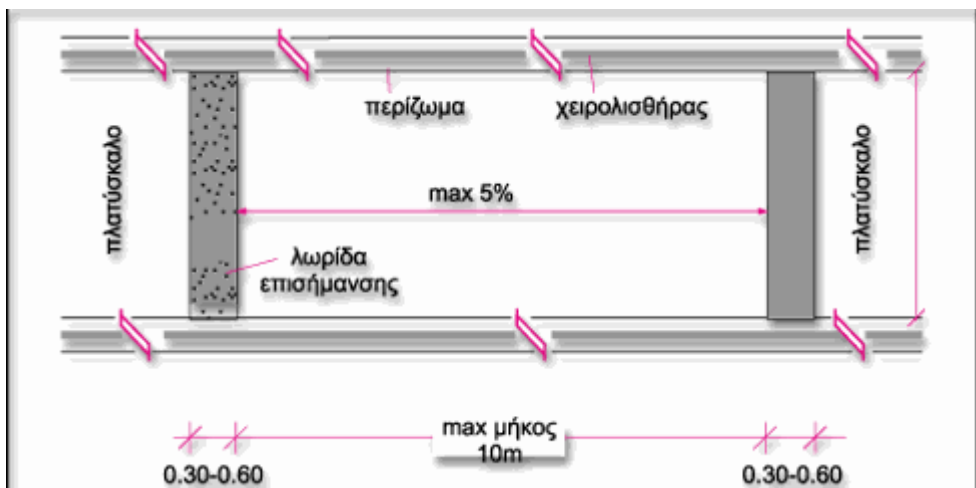 περίζωμα
χειρολισθήρας
πλατύσκαλο
max 5%
πλατύσκαλο
λωρίδα
επισήμανσης
max μήκος
10m
0.30-0.60
0.30-0.60